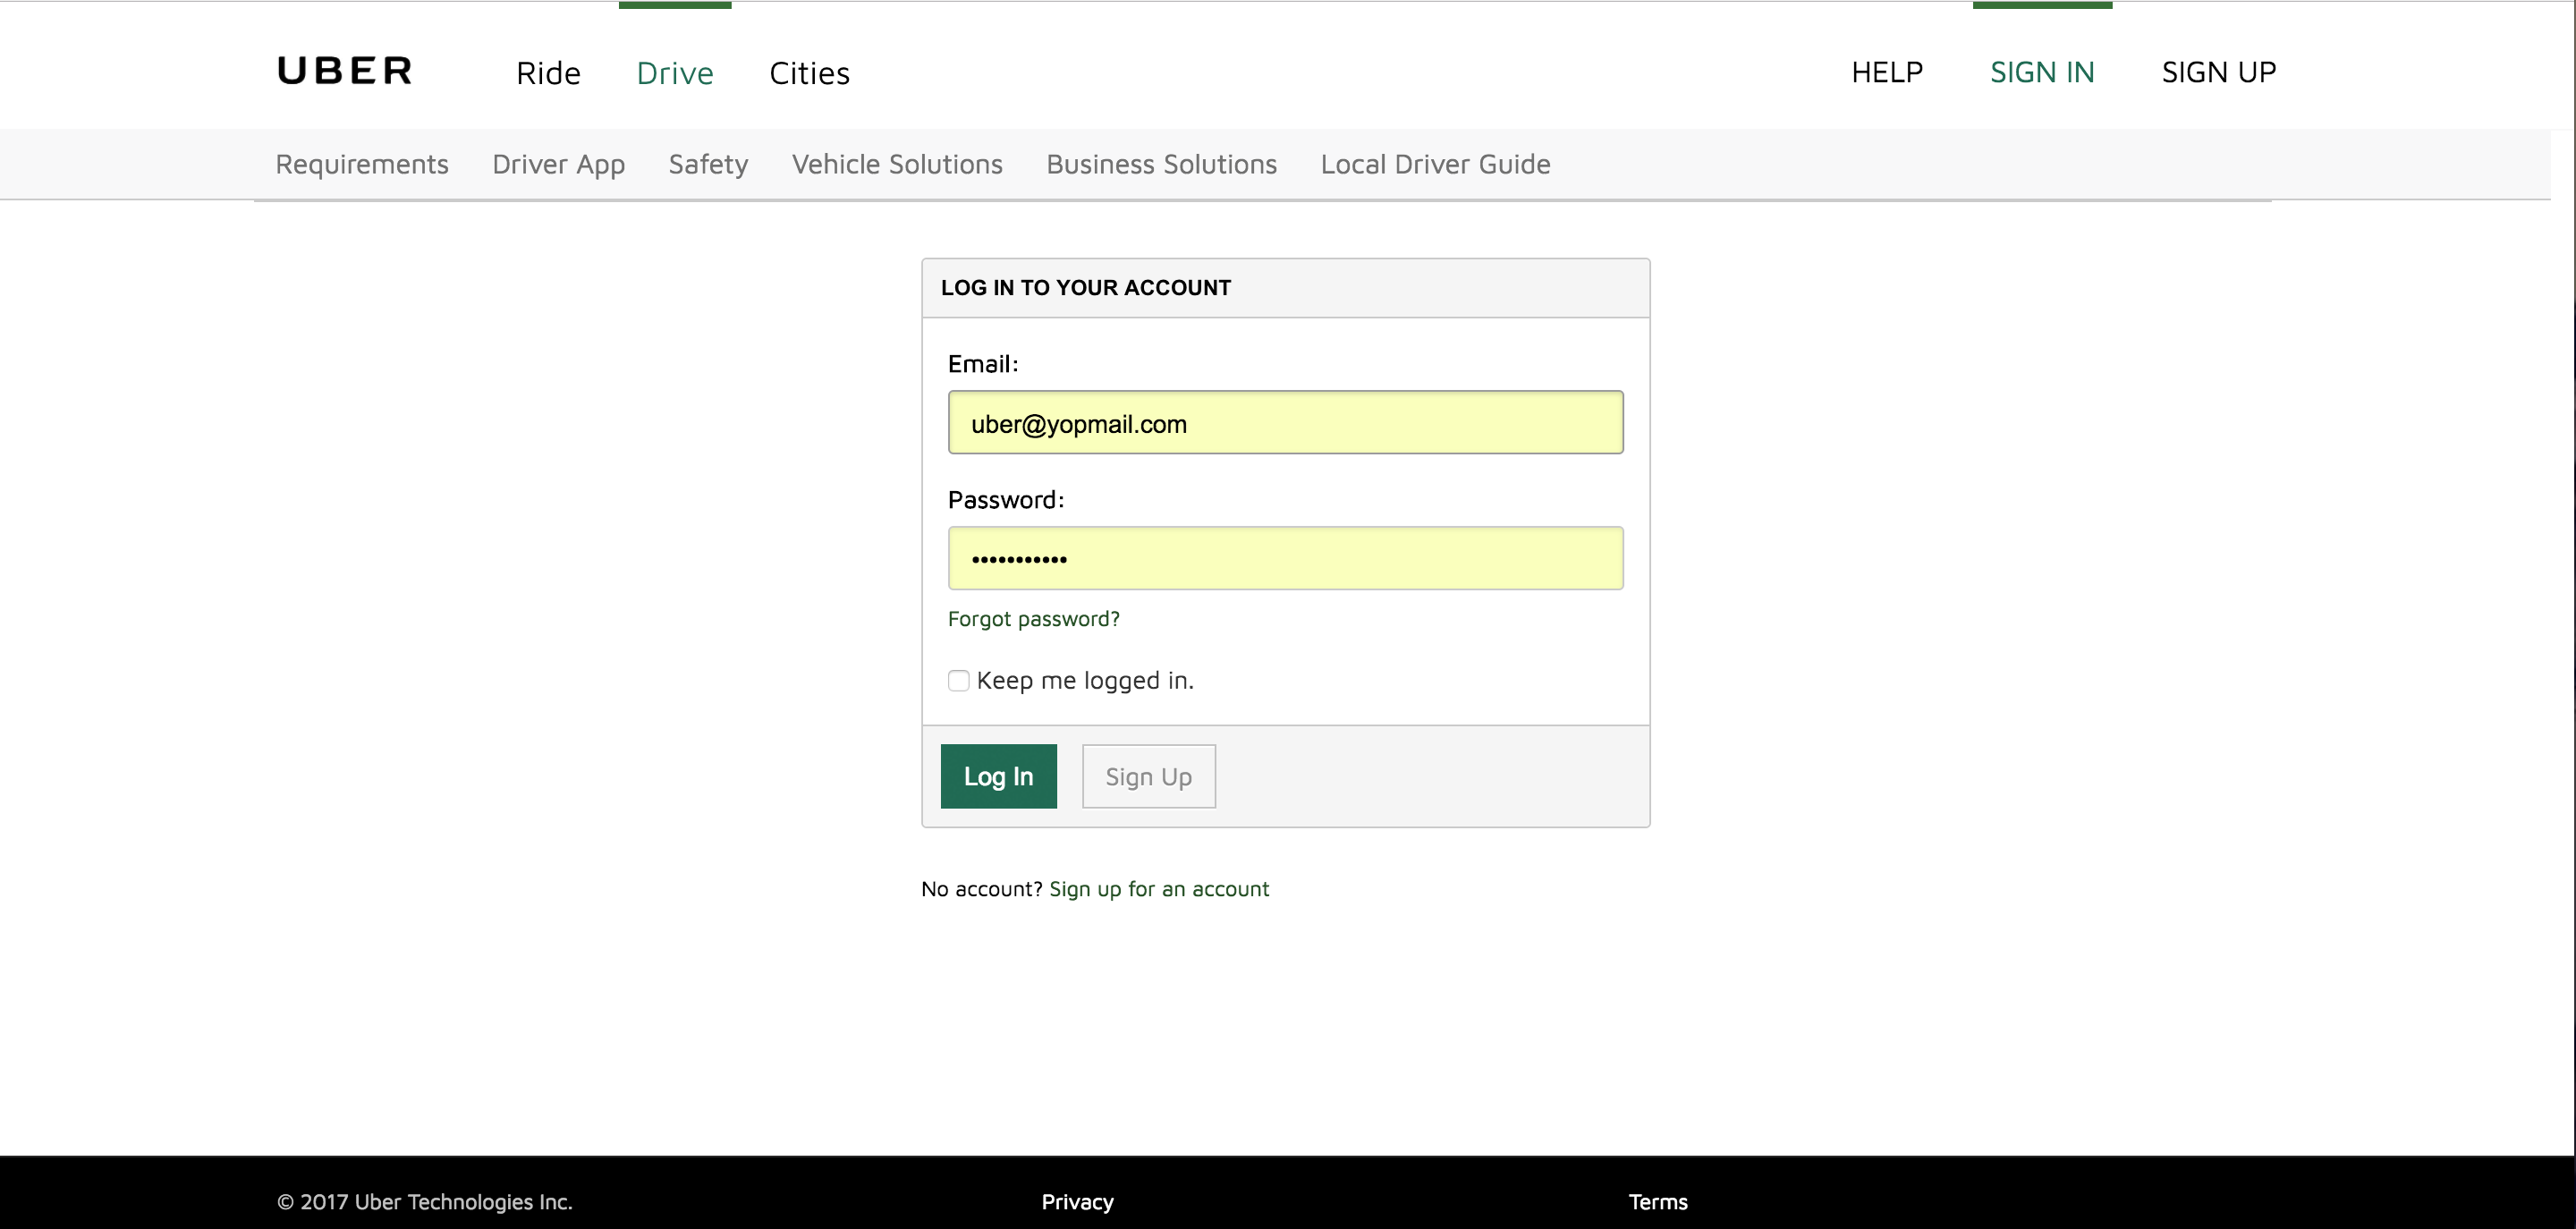 UBER Ride Drive Cities HELP SIGN IN SIGN UP
Requirements Driver App Safety Vehicle Solutions Business Solutions Local Driver Guide
LOG IN TO YOUR ACCOUNT
Email:
uber@yopmail.com
Password:
•••••••••••
Forgot password?
Keep me logged in.
Log In Sign Up
No account? Sign up for an account
© 2017 Uber Technologies Inc. Privacy Terms